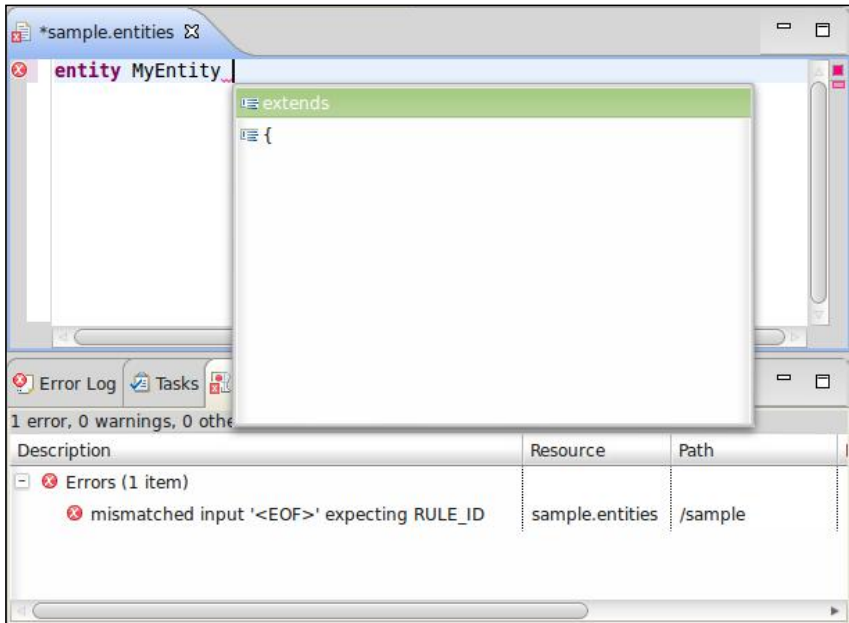 *sample.entities
entity MyEntity
extends
{
Error Log Tasks
1 error, 0 warnings, 0 othe
Description Resource Path
Errors (1 item)
mismatched input '<EOF>' expecting RULE_ID sample.entities /sample